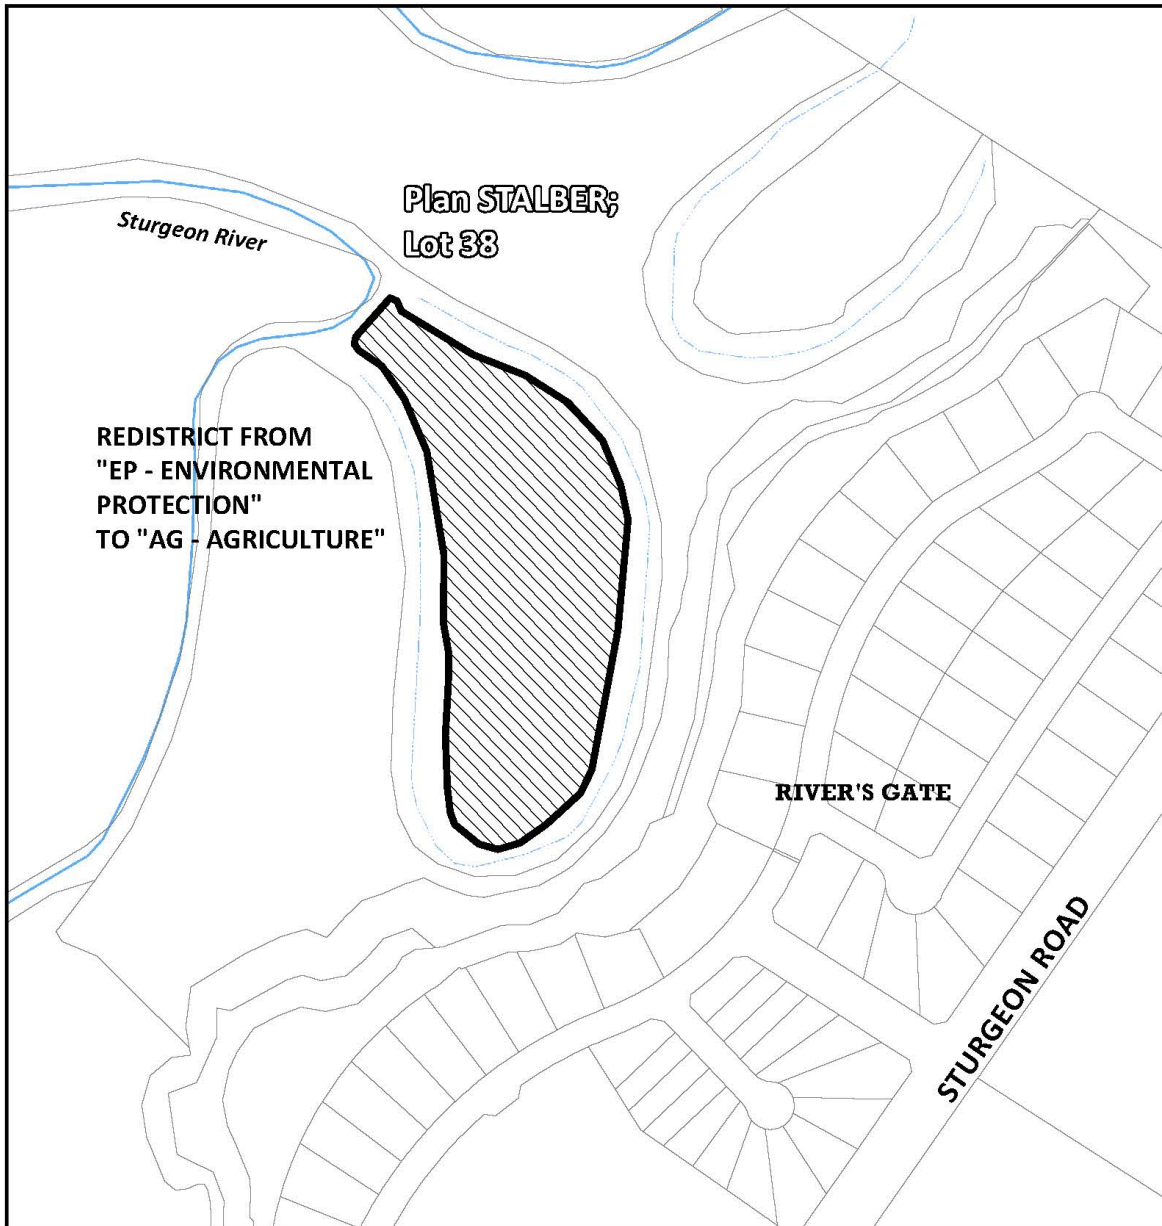 Plan STALBER;
Lot 38
Sturgeon River
REDISTRICT FROM
"EP - ENVIRONMENTAL
PROTECTION"
TO "AG - AGRICULTURE"
RIVER'S GATE
STURGEON ROAD